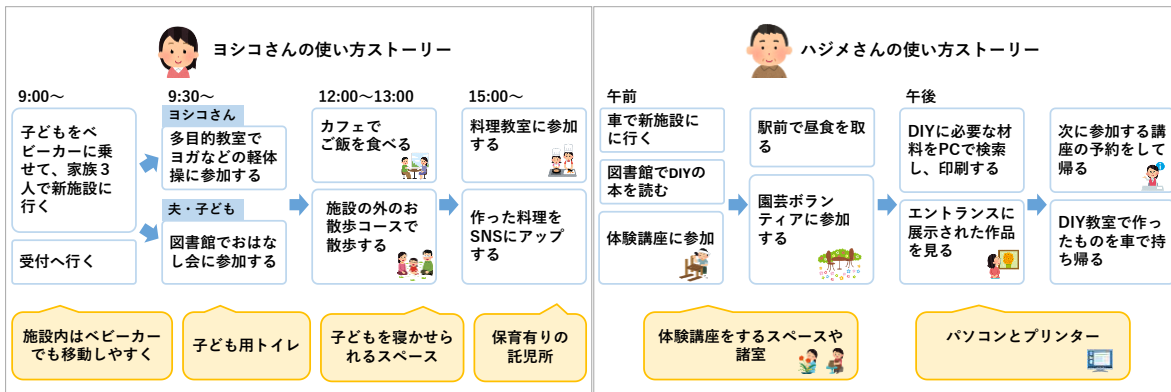 ヨシコさんの使い方ストーリー
9:00～
子どもをベ
ビーカーに乗
せて、家族３
人で新施設に
行く
受付へ行く
9:30～
ヨシコさん
多目的教室で
ヨガなどの軽体
操に参加する
夫・子ども
図書館でおはな
し会に参加する
12:00～13:00
カフェで
ご飯を食べる
施設の外のお
散歩コースで
散歩する
15:00～
料理教室に参加
する
作った料理を
SNSにアップ
する
施設内はベビーカー
でも移動しやすく
子ども用トイレ
子どもを寝かせら
れるスペース
保育有りの
託児所
ハジメさんの使い方ストーリー
午前
車で新施設に
に行く
図書館でDIYの
本を読む
体験講座に参加
駅前で昼食を取
る
園芸ボラン
ティアに参加
する
午後
DIYに必要な材
料をPCで検索
し、印刷する
エントランスに
展示された作品
を見る
次に参加する講
座の予約をして
帰る
DIY教室で作っ
たものを車で持
ち帰る
体験講座をするスペースや
諸室
パソコンとプリンター